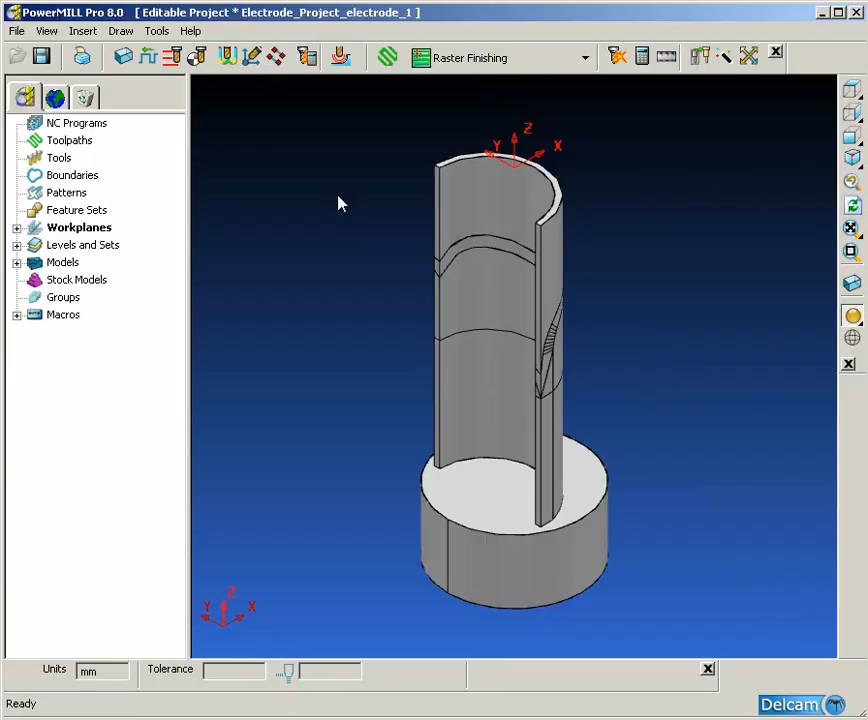 PowerMILL Pro 8.0   [ Editable Project * Electrode_Project_electrode_1 ]
File View Insert Draw Tools Help
Raster Finishing
NC Programs
Toolpaths
Tools
Boundaries
Patterns
Feature Sets
Workplanes
Levels and Sets
Models
Stock Models
Groups
Macros
Z
Y X
Z
Y X
Units mm Tolerance
Ready
Delcam